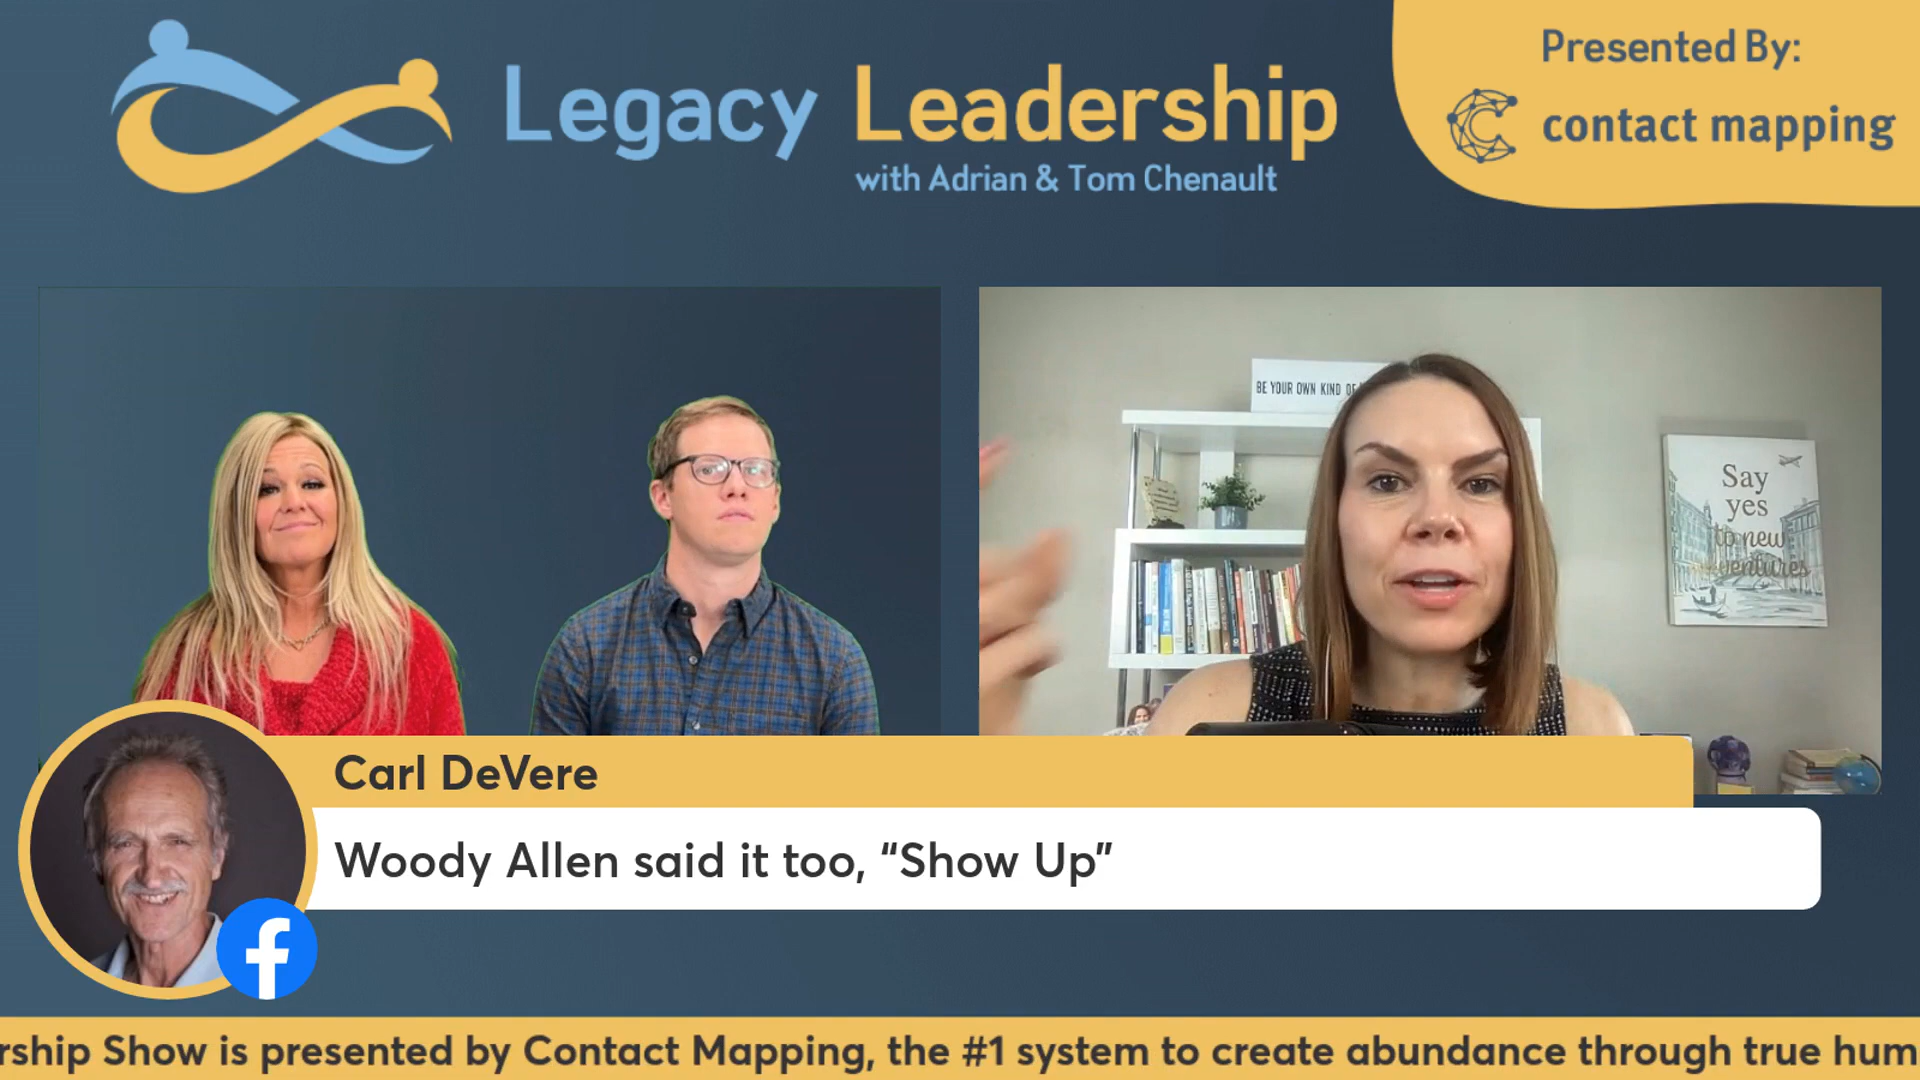 Legacy Leadership
with Adrian & Tom Chenault
Presented By:
contact mapping
BE YOUR OWN KIND OF
Say
yes
to new
adventures
Carl DeVere
Woody Allen said it too, “Show Up”
rship Show is presented by Contact Mapping, the #1 system to create abundance through true hum